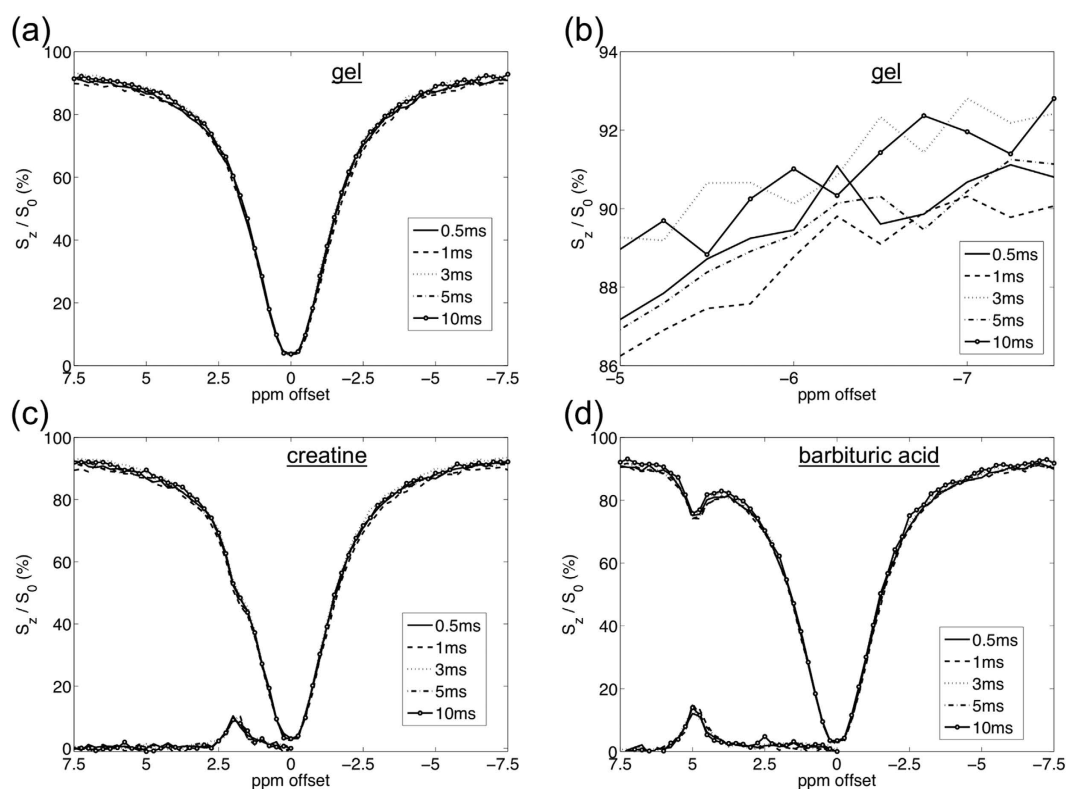 (a)
gel
S_z / S_0 (%)
100
80
60
40
20
0
7.5 5 2.5 0 −2.5 −5 −7.5
ppm offset
0.5ms
1ms
3ms
5ms
10ms
(b)
gel
S_z / S_0 (%)
94
92
90
88
86
−5 −6 −7
ppm offset
0.5ms
1ms
3ms
5ms
10ms
(c)
creatine
S_z / S_0 (%)
100
80
60
40
20
0
7.5 5 2.5 0 −2.5 −5 −7.5
ppm offset
0.5ms
1ms
3ms
5ms
10ms
(d)
barbituric acid
S_z / S_0 (%)
100
80
60
40
20
0
7.5 5 2.5 0 −2.5 −5 −7.5
ppm offset
0.5ms
1ms
3ms
5ms
10ms